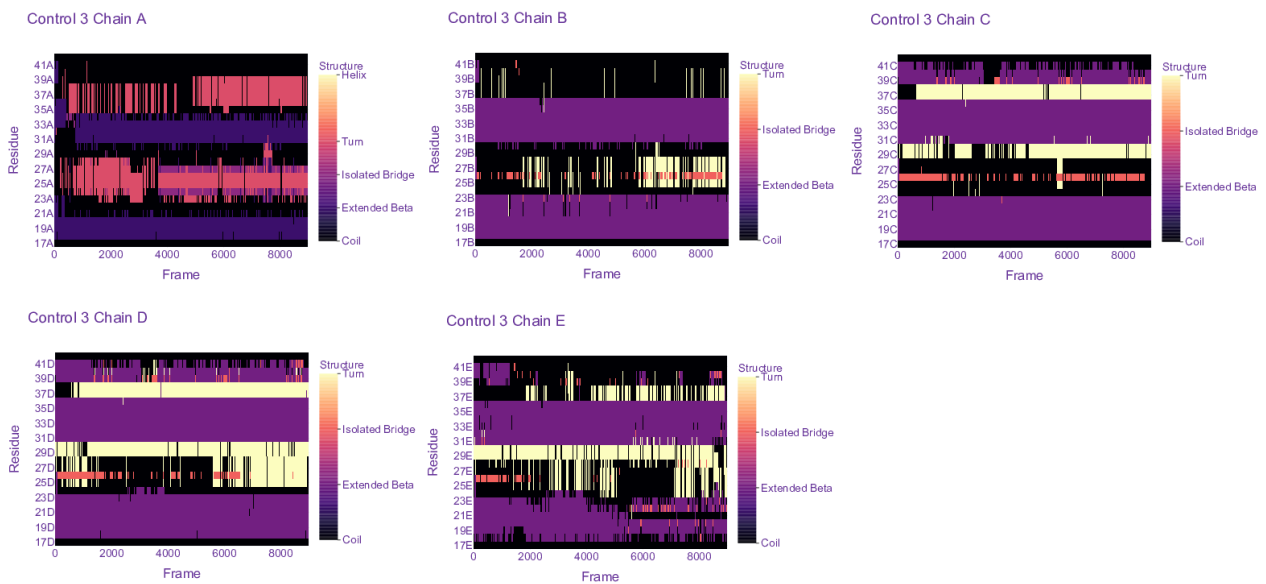 Control 3 Chain A
Structure
Helix
Turn
Isolated Bridge
Extended Beta
Coil
41A
39A
37A
35A
33A
31A
29A
27A
25A
23A
21A
19A
17A
Residue
0
2000
4000
6000
8000
Frame
Control 3 Chain B
Structure
Turn
Isolated Bridge
Extended Beta
Coil
41B
39B
37B
35B
33B
31B
29B
27B
25B
23B
21B
19B
17B
Residue
0
2000
4000
6000
8000
Frame
Control 3 Chain C
Structure
Turn
Isolated Bridge
Extended Beta
Coil
41C
39C
37C
35C
33C
31C
29C
27C
25C
23C
21C
19C
17C
Residue
0
2000
4000
6000
8000
Frame
Control 3 Chain D
Structure
Turn
Isolated Bridge
Extended Beta
Coil
41D
39D
37D
35D
33D
31D
29D
27D
25D
23D
21D
19D
17D
Residue
0
2000
4000
6000
8000
Frame
Control 3 Chain E
Structure
Turn
Isolated Bridge
Extended Beta
Coil
41E
39E
37E
35E
33E
31E
29E
27E
25E
23E
21E
19E
17E
Residue
0
2000
4000
6000
8000
Frame